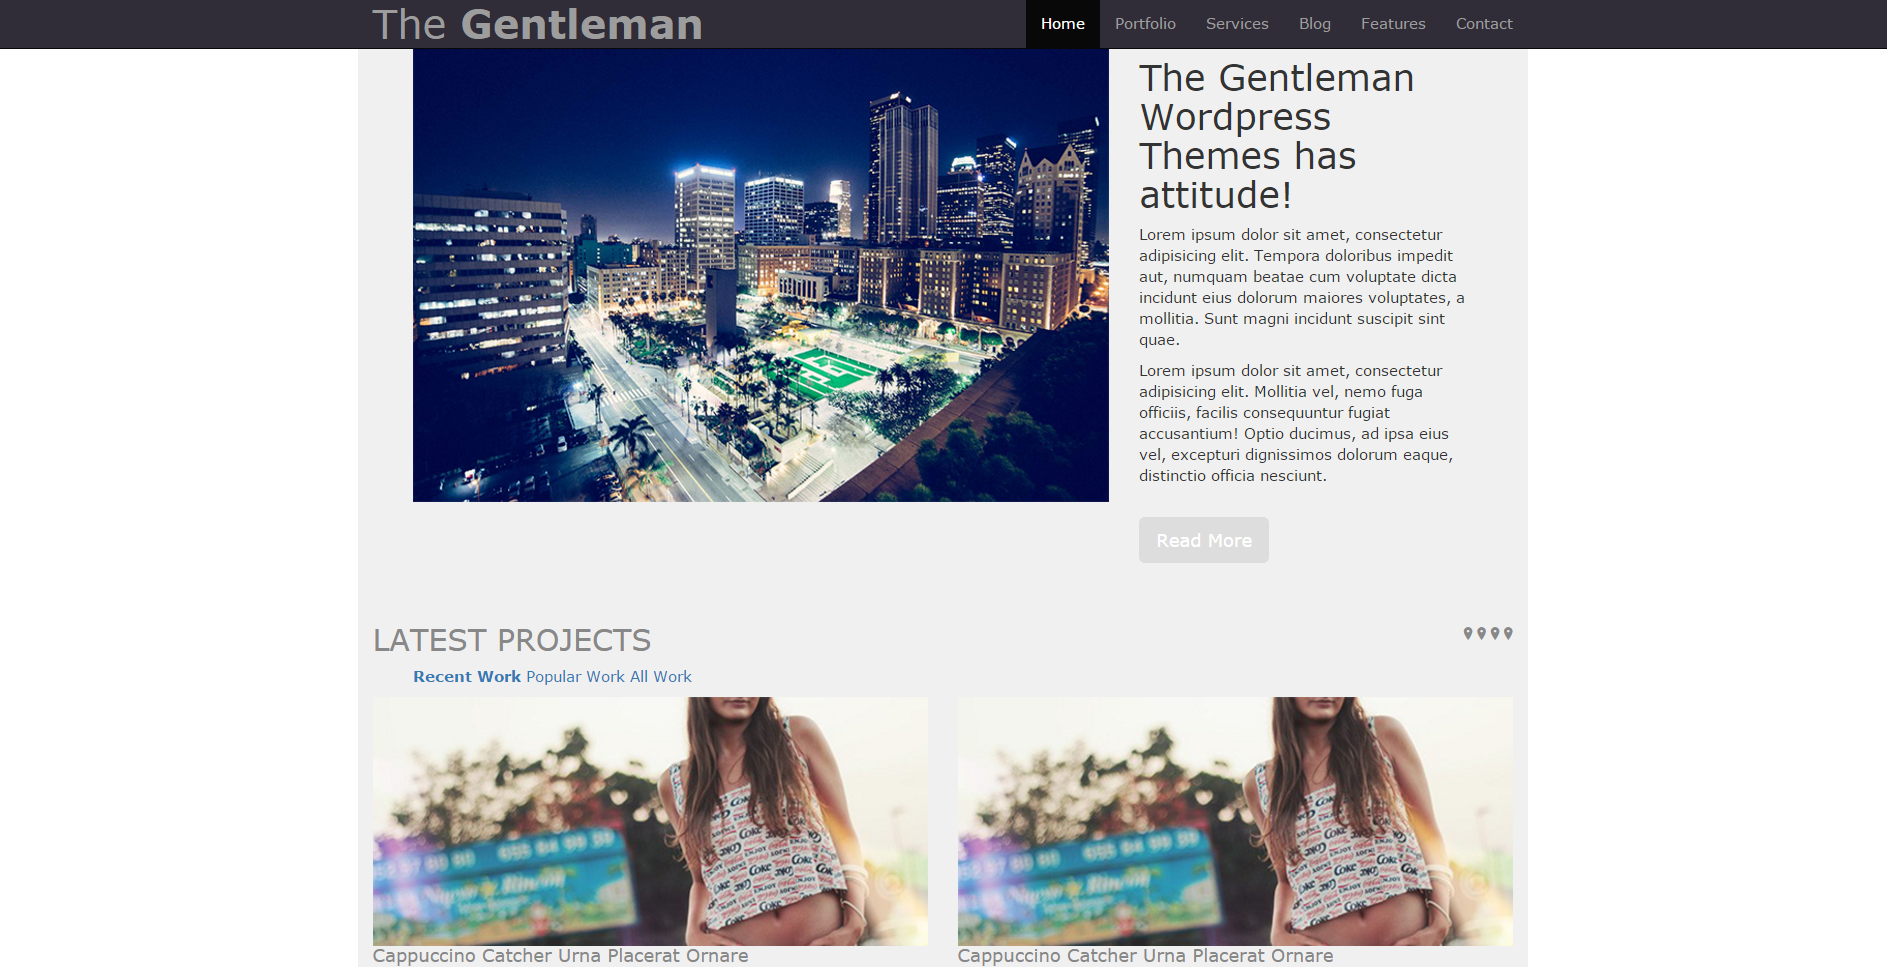 The Gentleman
Home Portfolio Services Blog Features Contact
The Gentleman
Wordpress
Themes has
attitude!
Lorem ipsum dolor sit amet, consectetur
adipisicing elit. Tempora doloribus impedit
aut, numquam beatae cum voluptate dicta
incidunt eius dolorum maiores voluptates, a
mollitia. Sunt magni incidunt suscipit sint
quae.
Lorem ipsum dolor sit amet, consectetur
adipisicing elit. Mollitia vel, nemo fuga
officiis, facilis consequuntur fugiat
accusantium! Optio ducimus, ad ipsa eius
vel, excepturi dignissimos dolorum eaque,
distinctio officia nesciunt.
Read More
LATEST PROJECTS
Recent Work Popular Work All Work
Cappuccino Catcher Urna Placerat Ornare
Cappuccino Catcher Urna Placerat Ornare